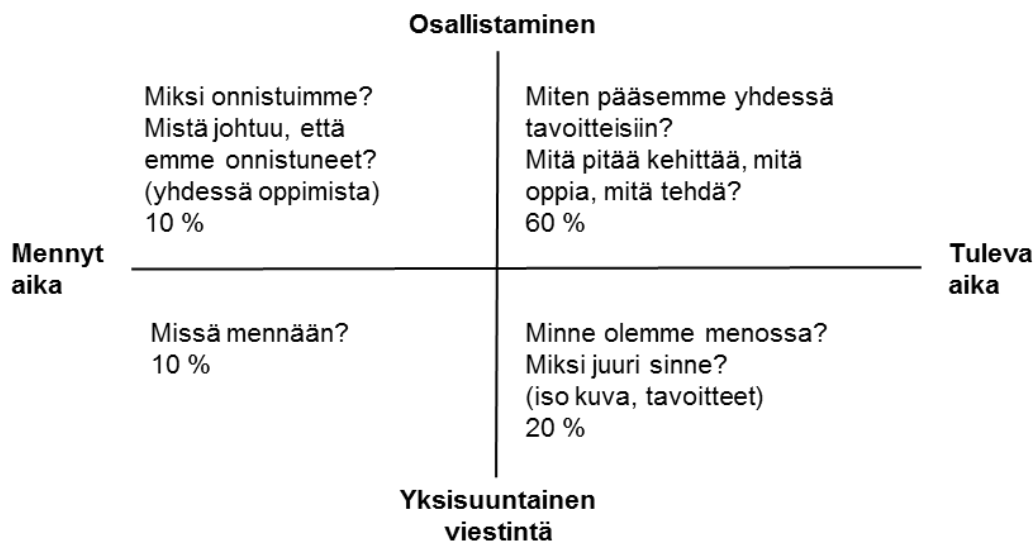 Osallistaminen
Miksi onnistuimme?
Mistä johtuu, että
emme onnistuneet?
(yhdessä oppimista)
10 %
Miten pääsemme yhdessä
tavoitteisiin?
Mitä pitää kehittää, mitä
oppia, mitä tehdä?
60 %
Mennyt
aika
Tuleva
aika
Missä mennään?
10 %
Minne olemme menossa?
Miksi juuri sinne?
(iso kuva, tavoitteet)
20 %
Yksisuuntainen
viestintä